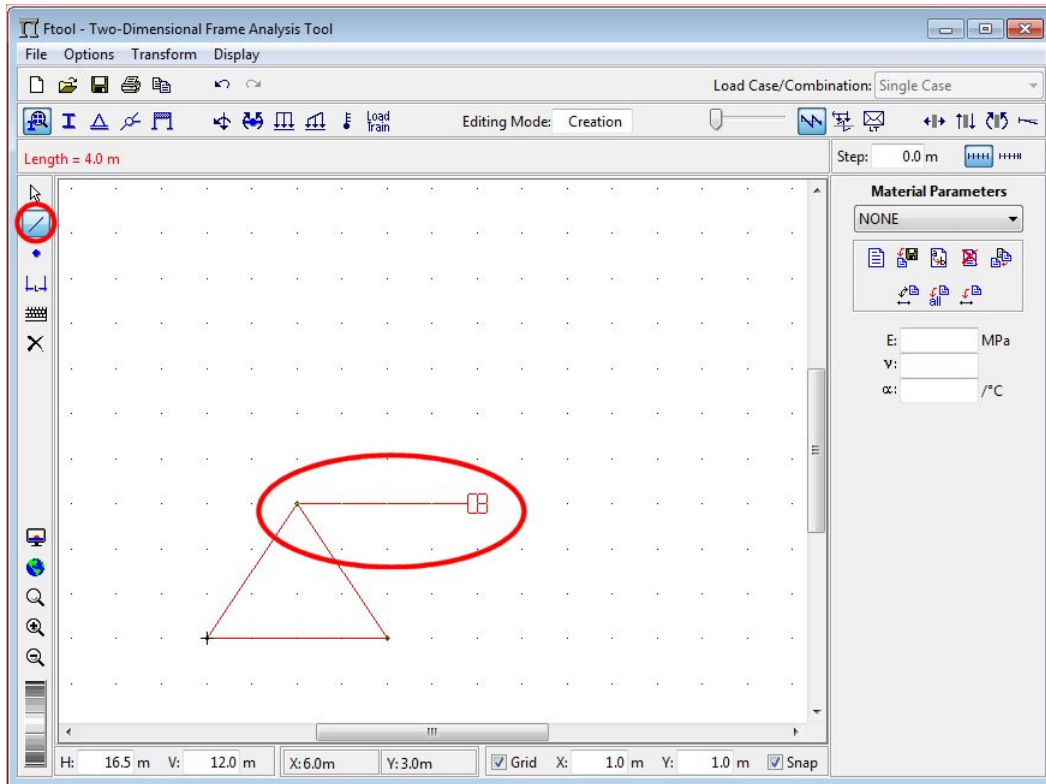 Ftool - Two-Dimensional Frame Analysis Tool
File Options Transform Display
Load Case/Combination: Single Case
Load Train
Editing Mode: Creation
Length = 4.0 m
Step: 0.0 m
Material Parameters
NONE
all
E: MPa
ν:
α: /°C
H: 16.5 m V: 12.0 m X: 6.0m Y: 3.0m Grid X: 1.0 m Y: 1.0 m Snap